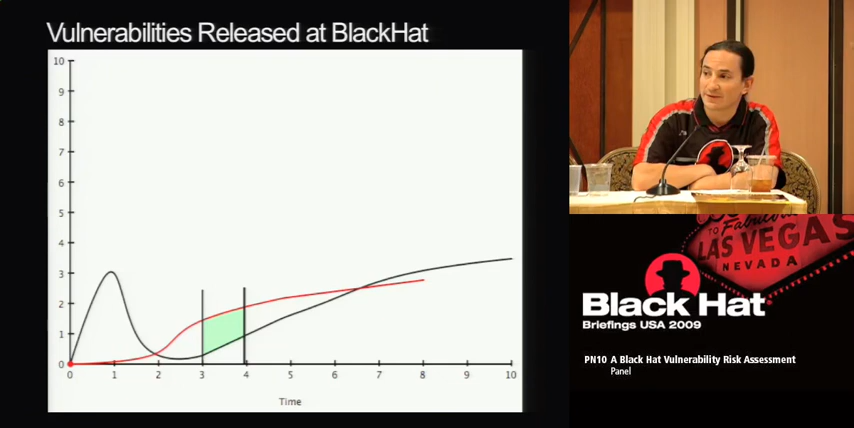 Vulnerabilities Released at BlackHat
10
9
8
7
6
5
4
3
2
1
0
0 1 2 3 4 5 6 7 8 9 10
Time
TO Fabulous
LAS VEGAS
NEVADA
Black Hat®
Briefings USA 2009
PN10 A Black Hat Vulnerability Risk Assessment
Panel